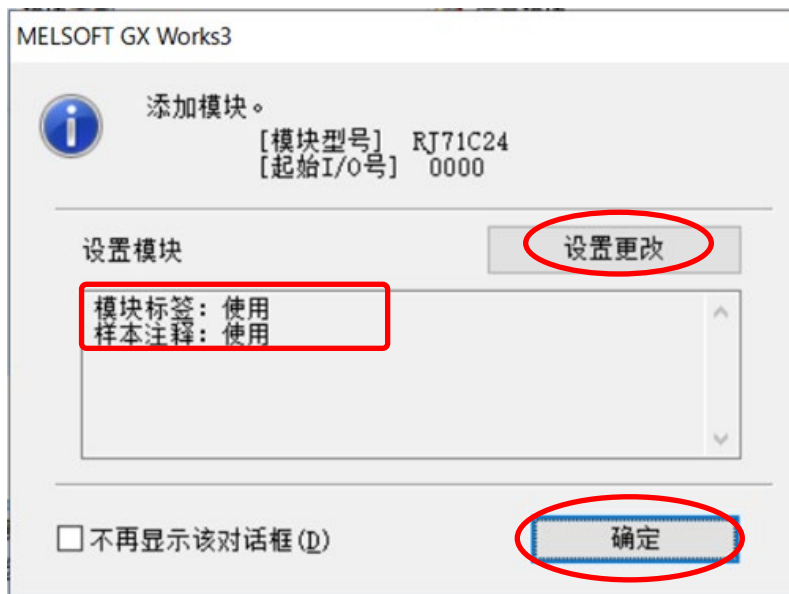 MELSOFT GX Works3
添加模块。
[模块型号] RJ71C24
[起始I/O号] 0000
设置模块
设置更改
模块标签: 使用
样本注释: 使用
不再显示该对话框(D)
确定